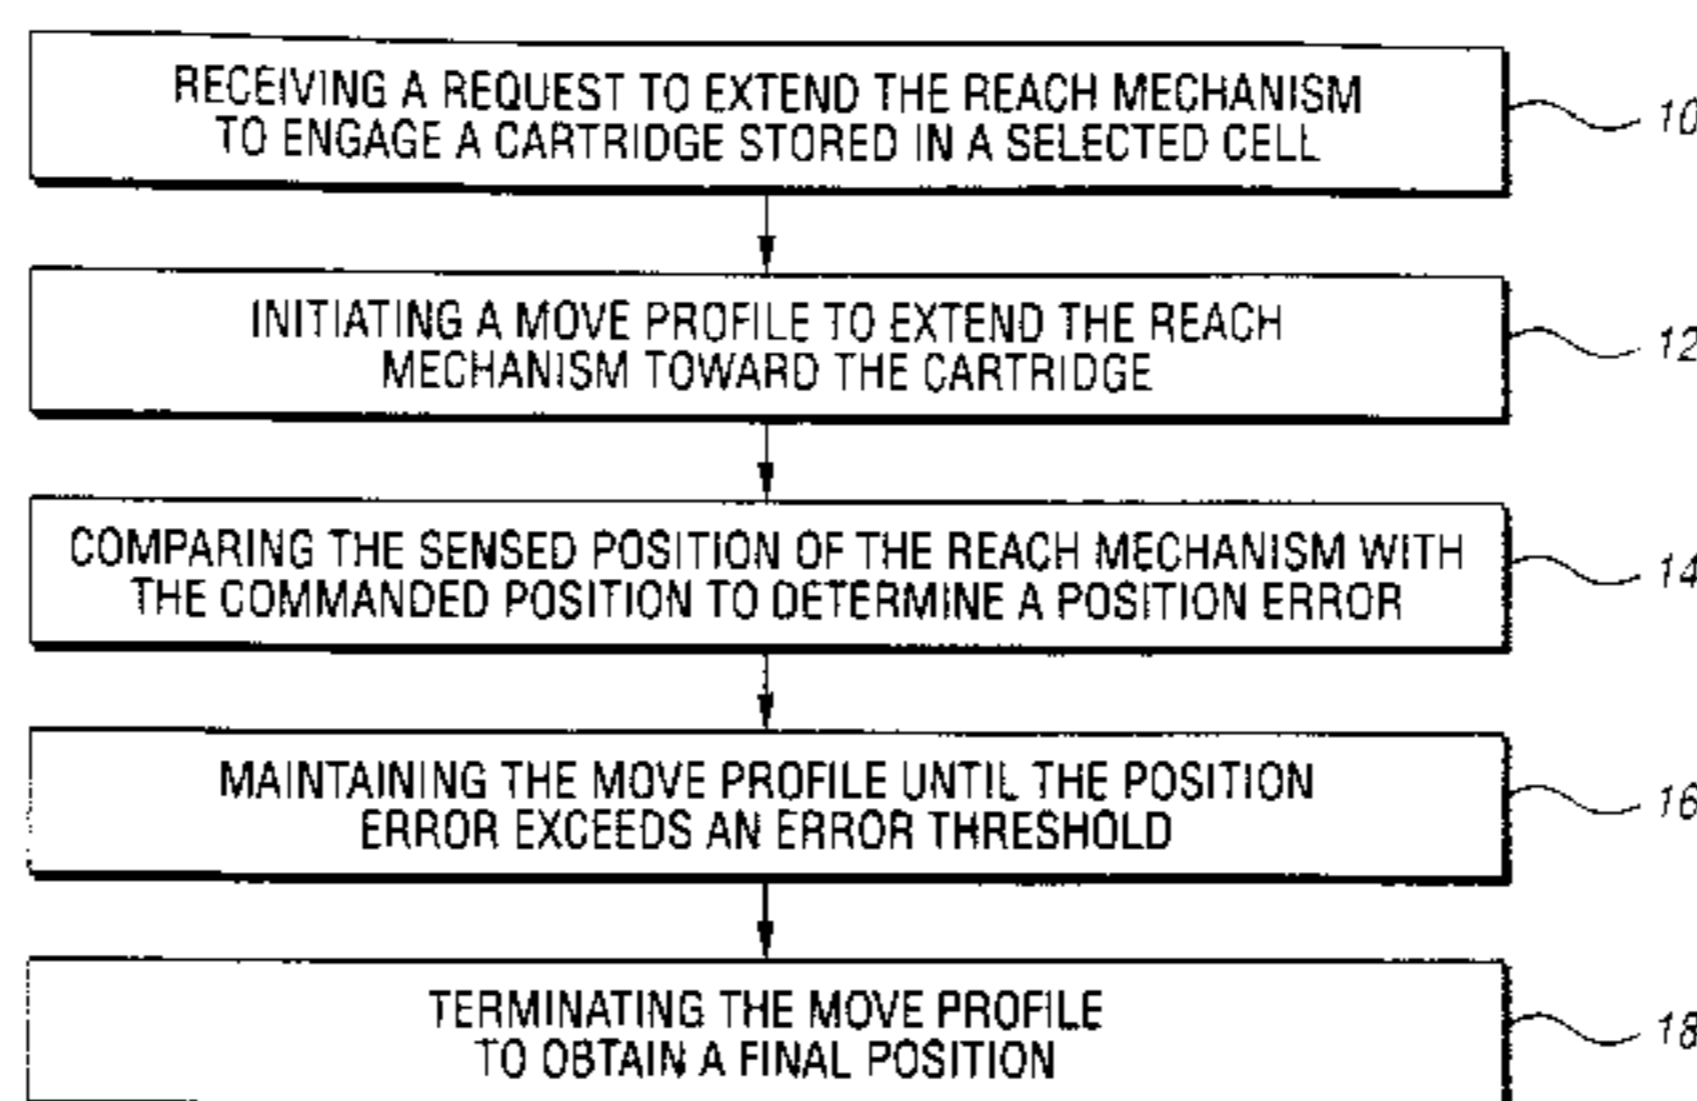 RECEIVING A REQUEST TO EXTEND THE REACH MECHANISM
TO ENGAGE A CARTRIDGE STORED IN A SELECTED CELL
10
INITIATING A MOVE PROFILE TO EXTEND THE REACH
MECHANISM TOWARD THE CARTRIDGE
12
COMPARING THE SENSED POSITION OF THE REACH MECHANISM WITH
THE COMMANDED POSITION TO DETERMINE A POSITION ERROR
14
MAINTAINING THE MOVE PROFILE UNTIL THE POSITION
ERROR EXCEEDS AN ERROR THRESHOLD
16
TERMINATING THE MOVE PROFILE
TO OBTAIN A FINAL POSITION
18